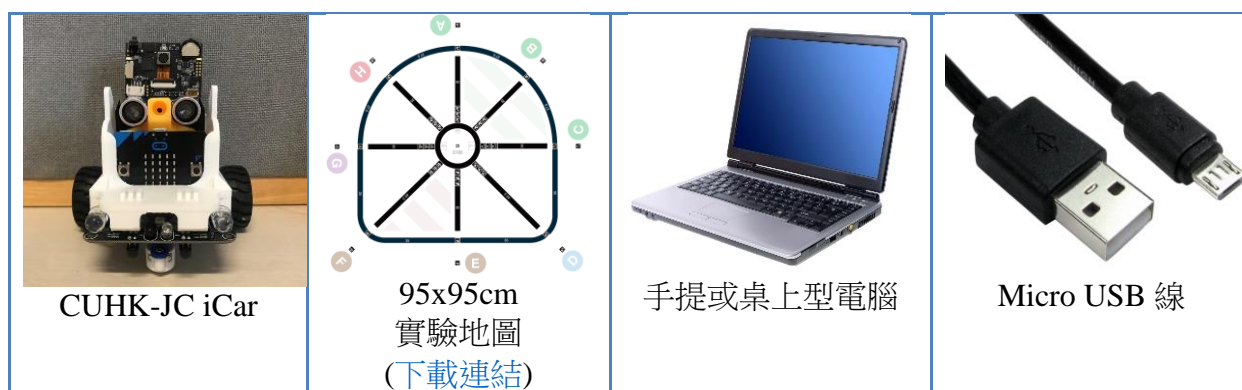 A
B
H
C
G
F
E
D
CUHK-JC iCar
95x95cm
實驗地圖
(下載連結)
手提或桌上型電腦
Micro USB 線